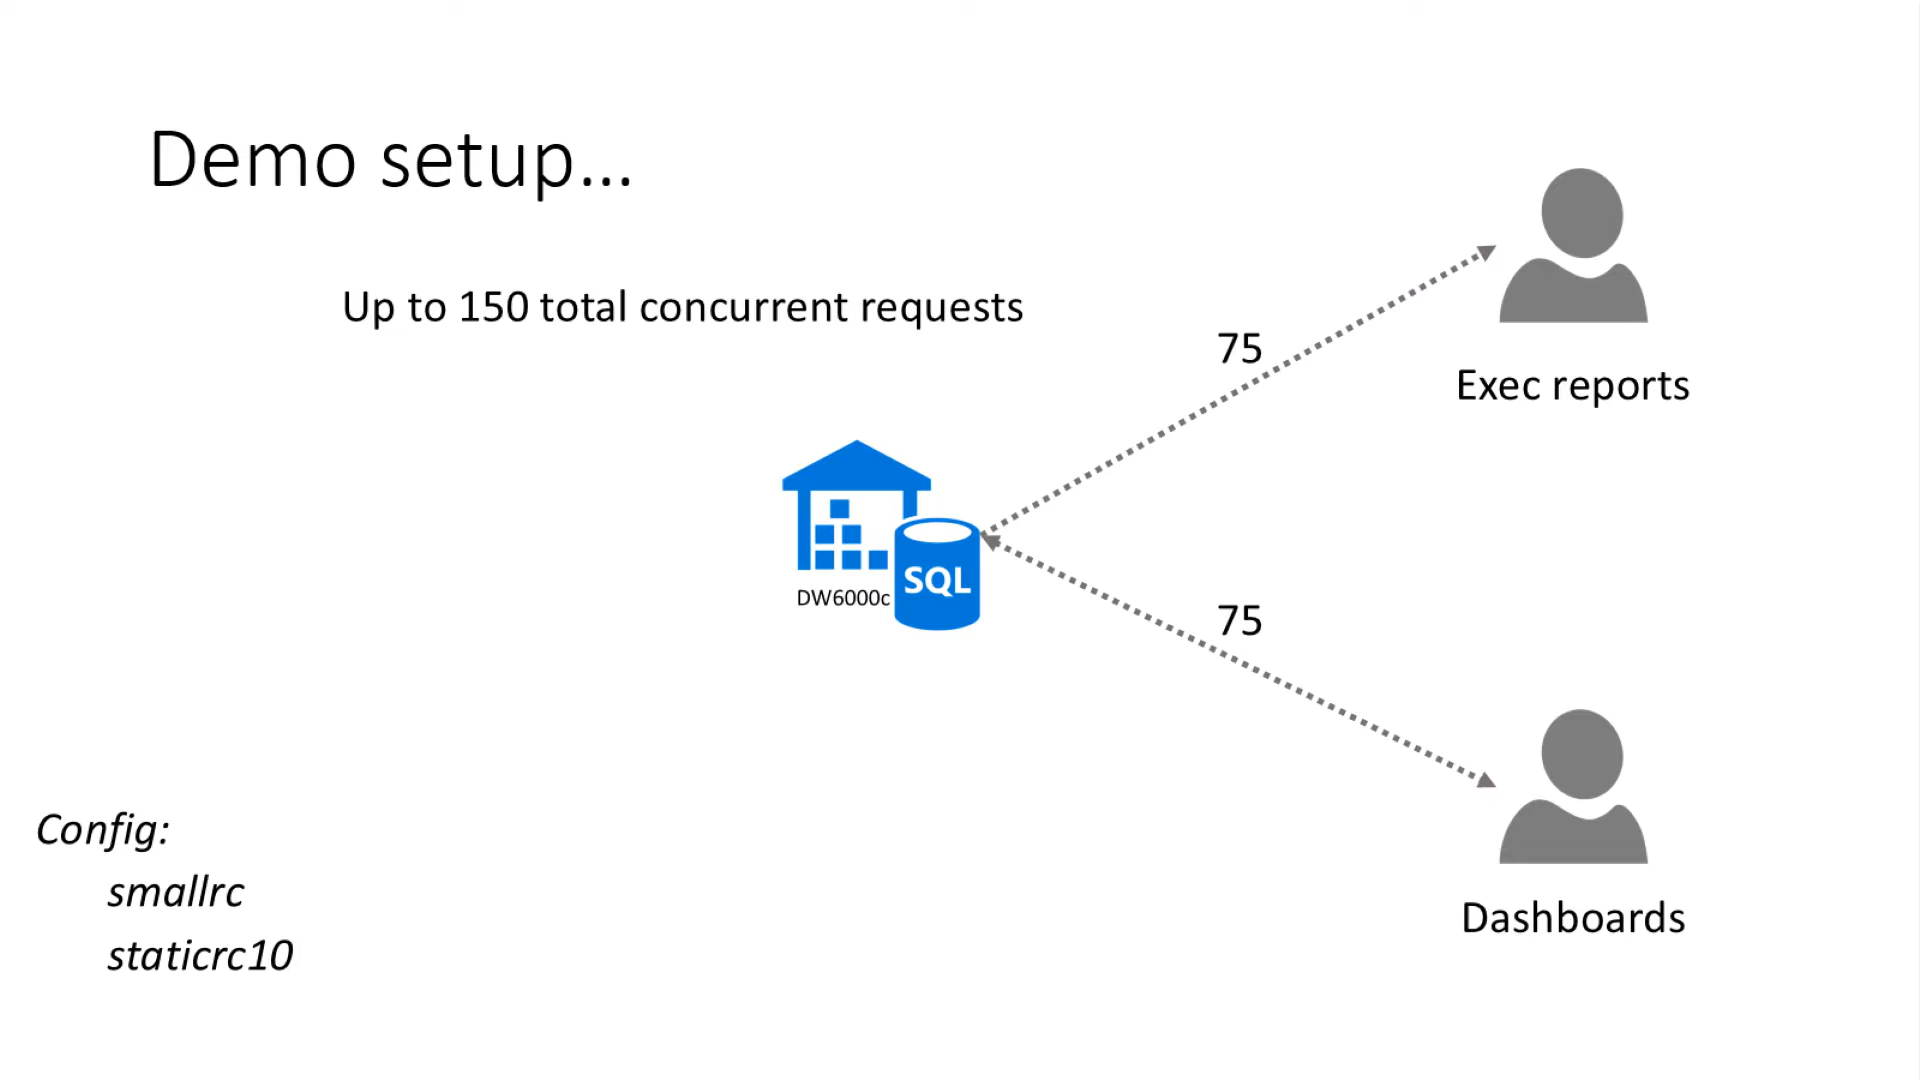 Demo setup...
Up to 150 total concurrent requests
75
Exec reports
SQL
DW6000c
75
Config:
smallrc
staticrc10
Dashboards